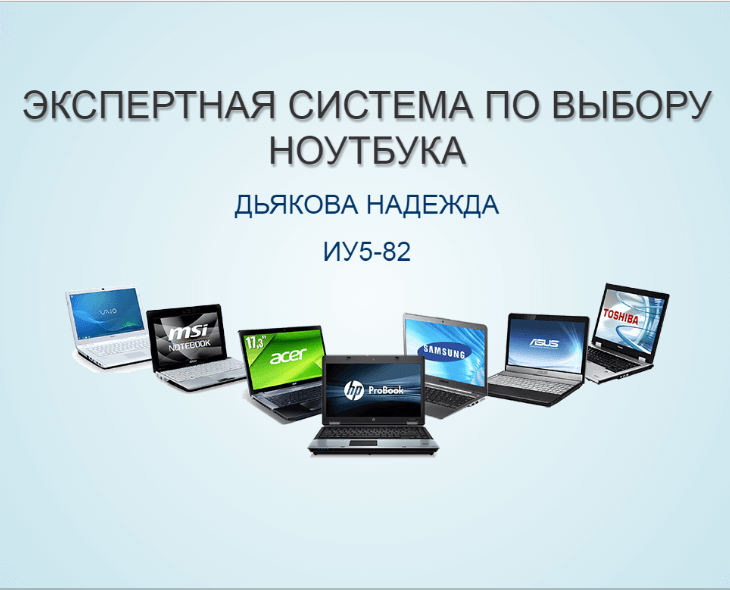 ЭКСПЕРТНАЯ СИСТЕМА ПО ВЫБОРУ
НОУТБУКА
ДЬЯКОВА НАДЕЖДА
ИУ5-82
VAIO
msi
NOTEBOOK
17,3"
acer
hp ProBook
SAMSUNG
ASUS
TOSHIBA